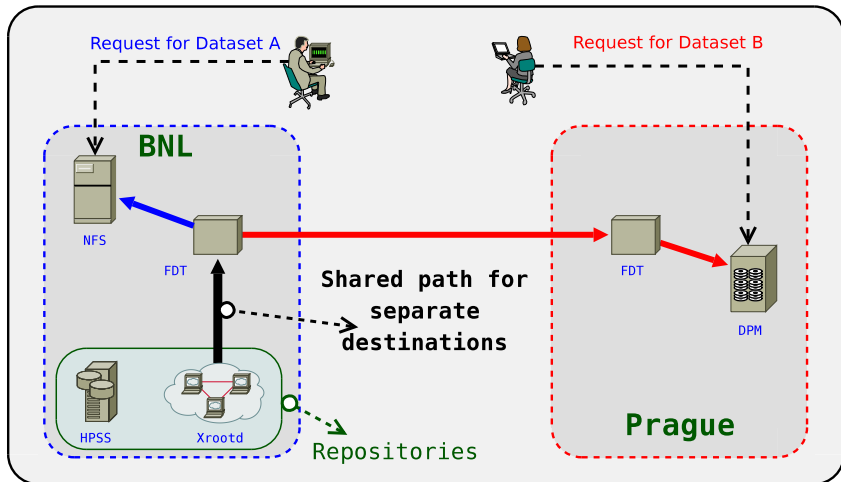 Request for Dataset A
Request for Dataset B
BNL
NFS
FDT
FDT
Shared path for
separate
destinations
DPM
HPSS
Xrootd
Prague
Repositories